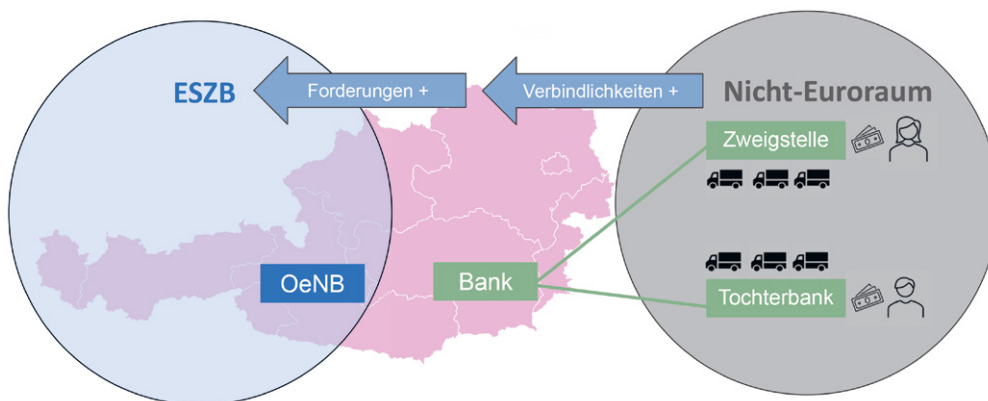 ESZB
Forderungen +
Verbindlichkeiten +
Nicht-Euroraum
Zweigstelle
OeNB
Bank
Tochterbank